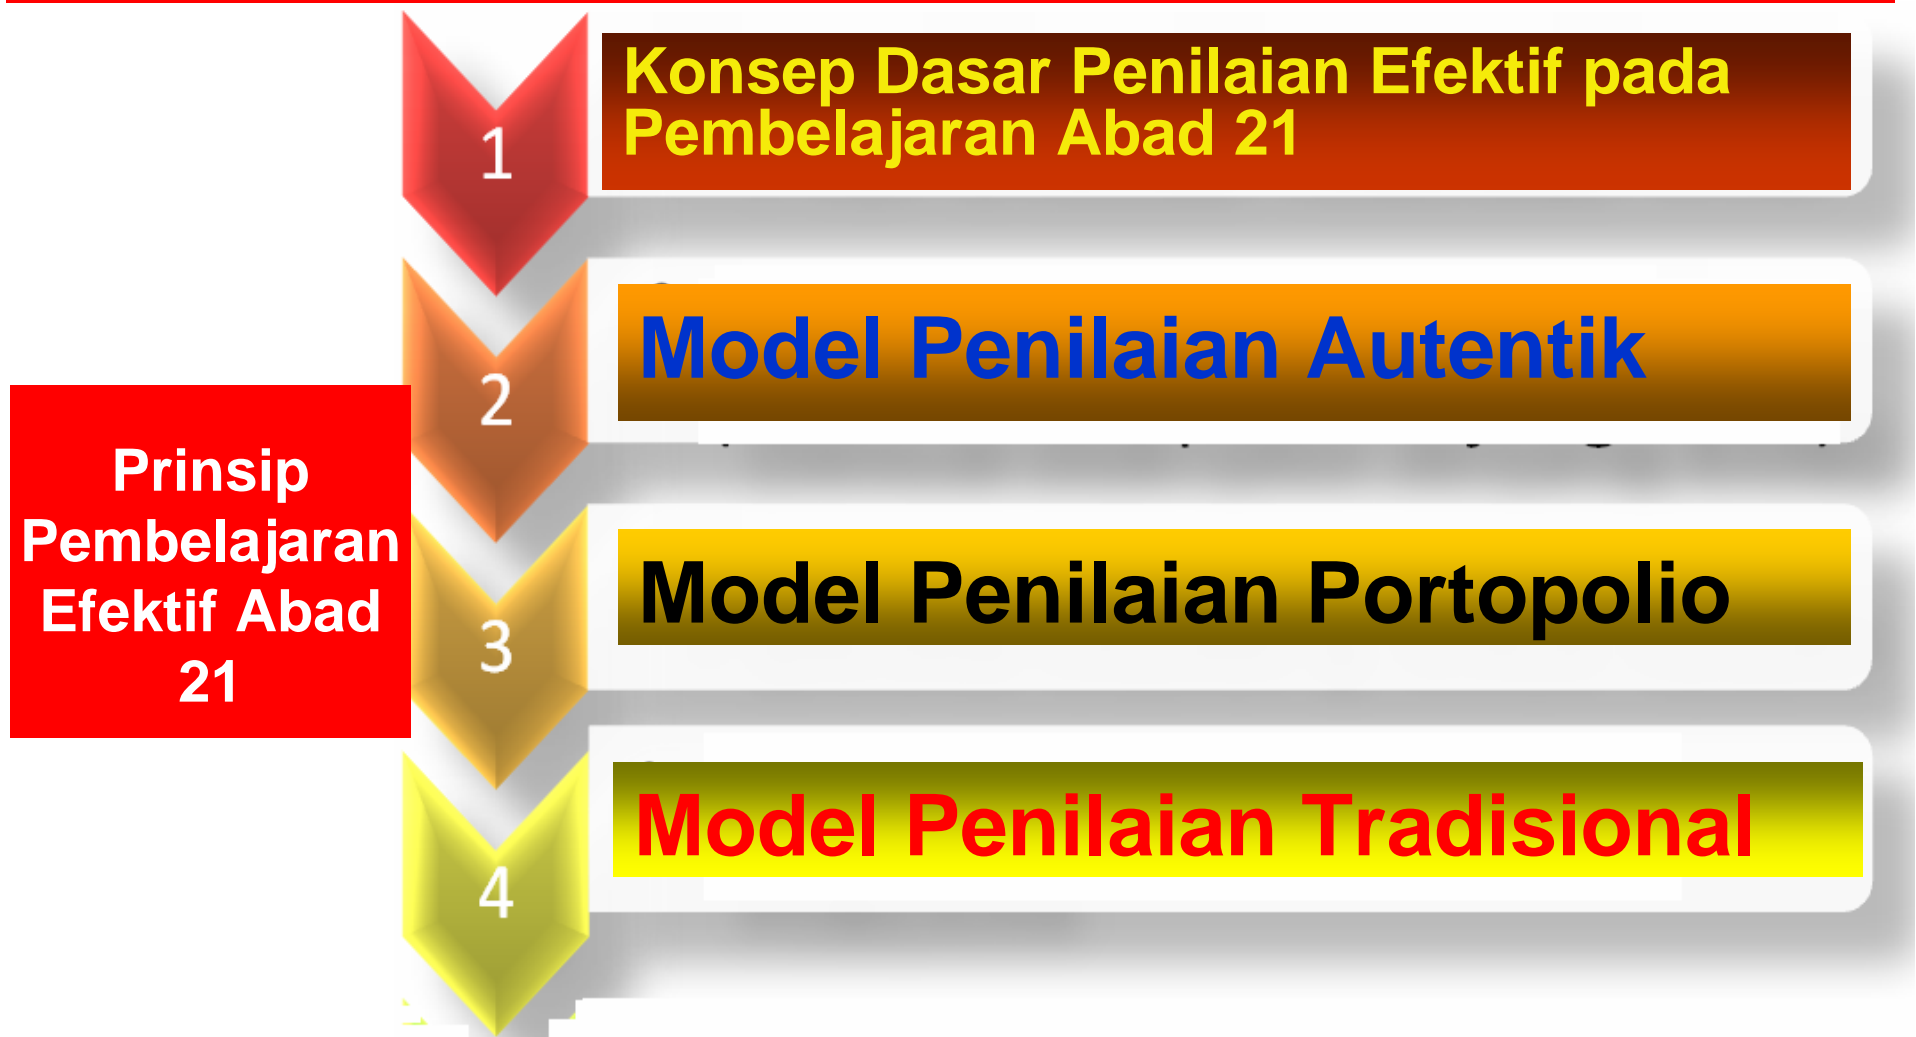 1
Konsep Dasar Penilaian Efektif pada
Pembelajaran Abad 21
2
Model Penilaian Autentik
Prinsip
Pembelajaran
Efektif Abad
21
3
Model Penilaian Portopolio
4
Model Penilaian Tradisional